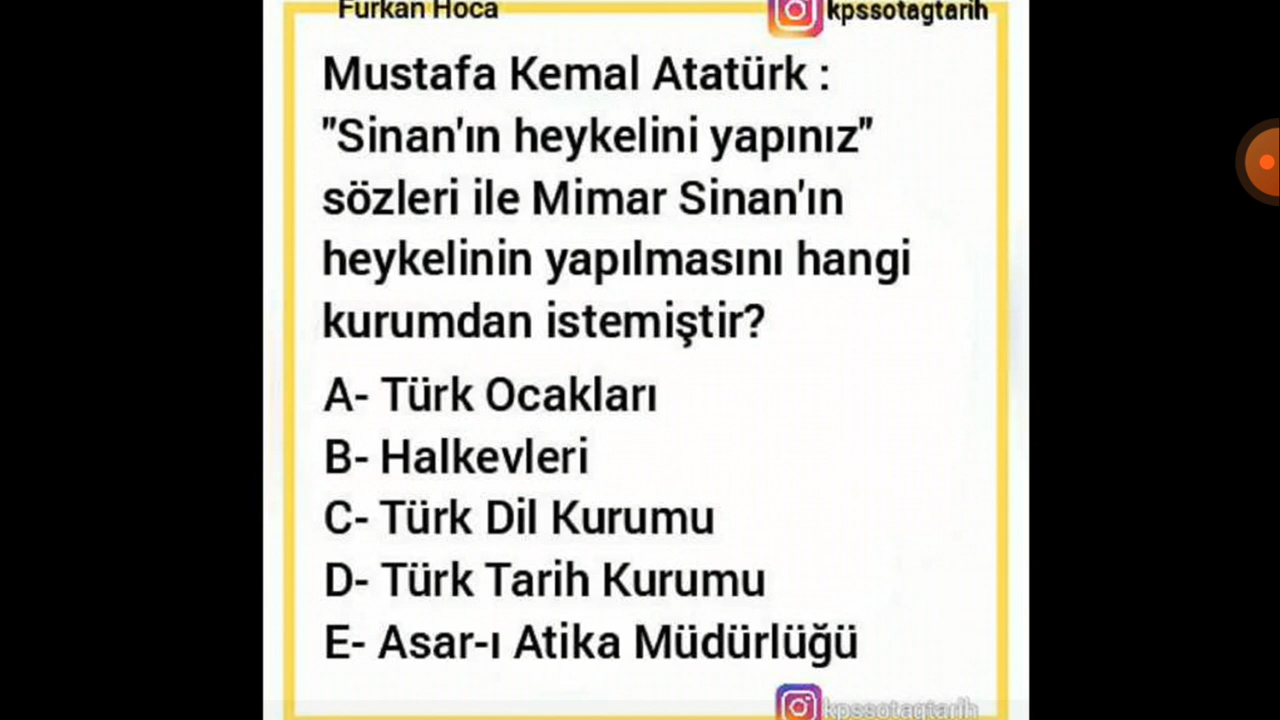 Furkan Hoca
kpssotagtarih
Mustafa Kemal Atatürk :
"Sinan'ın heykelini yapınız"
sözleri ile Mimar Sinan'ın
heykelinin yapılmasını hangi
kurumdan istemiştir?
A- Türk Ocakları
B- Halkevleri
C- Türk Dil Kurumu
D- Türk Tarih Kurumu
E- Asar-ı Atika Müdürlüğü
kpssotagtarih